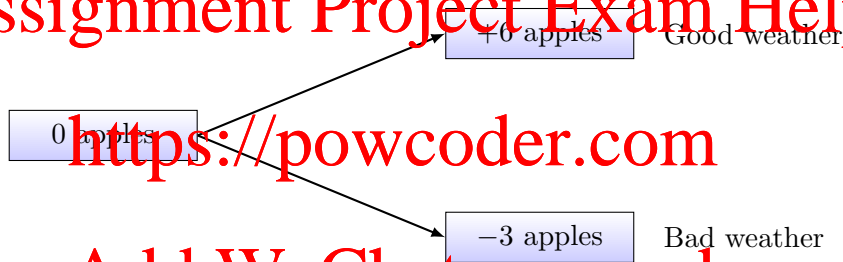 ssignment Project Exam Hel
+6 apples Good weather
0 apples
https://powcoder.com
−3 apples Bad weather